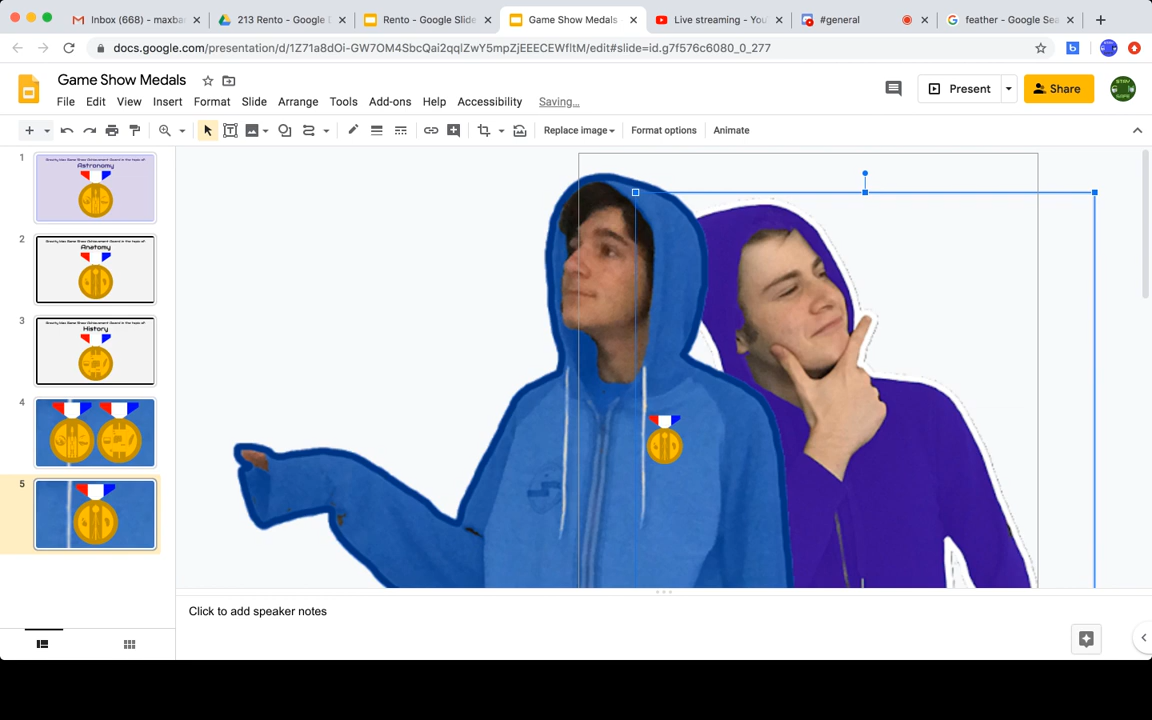 Inbox (668) - maxba
213 Rento - Google D
Rento - Google Slide
Game Show Medals
Live streaming - You
#general
feather - Google Sea
docs.google.com/presentation/d/1Z71a8dOi-GW7OM4SbcQai2qqlZwY5mpZjEEECEWfltM/edit#slide=id.g7f576c6080_0_277
Game Show Medals
File Edit View Insert Format Slide Arrange Tools Add-ons Help Accessibility Saving...
Present
Share
Replace image
Format options
Animate
1
Astronomy
2
Anatomy
3
History
4
5
Click to add speaker notes